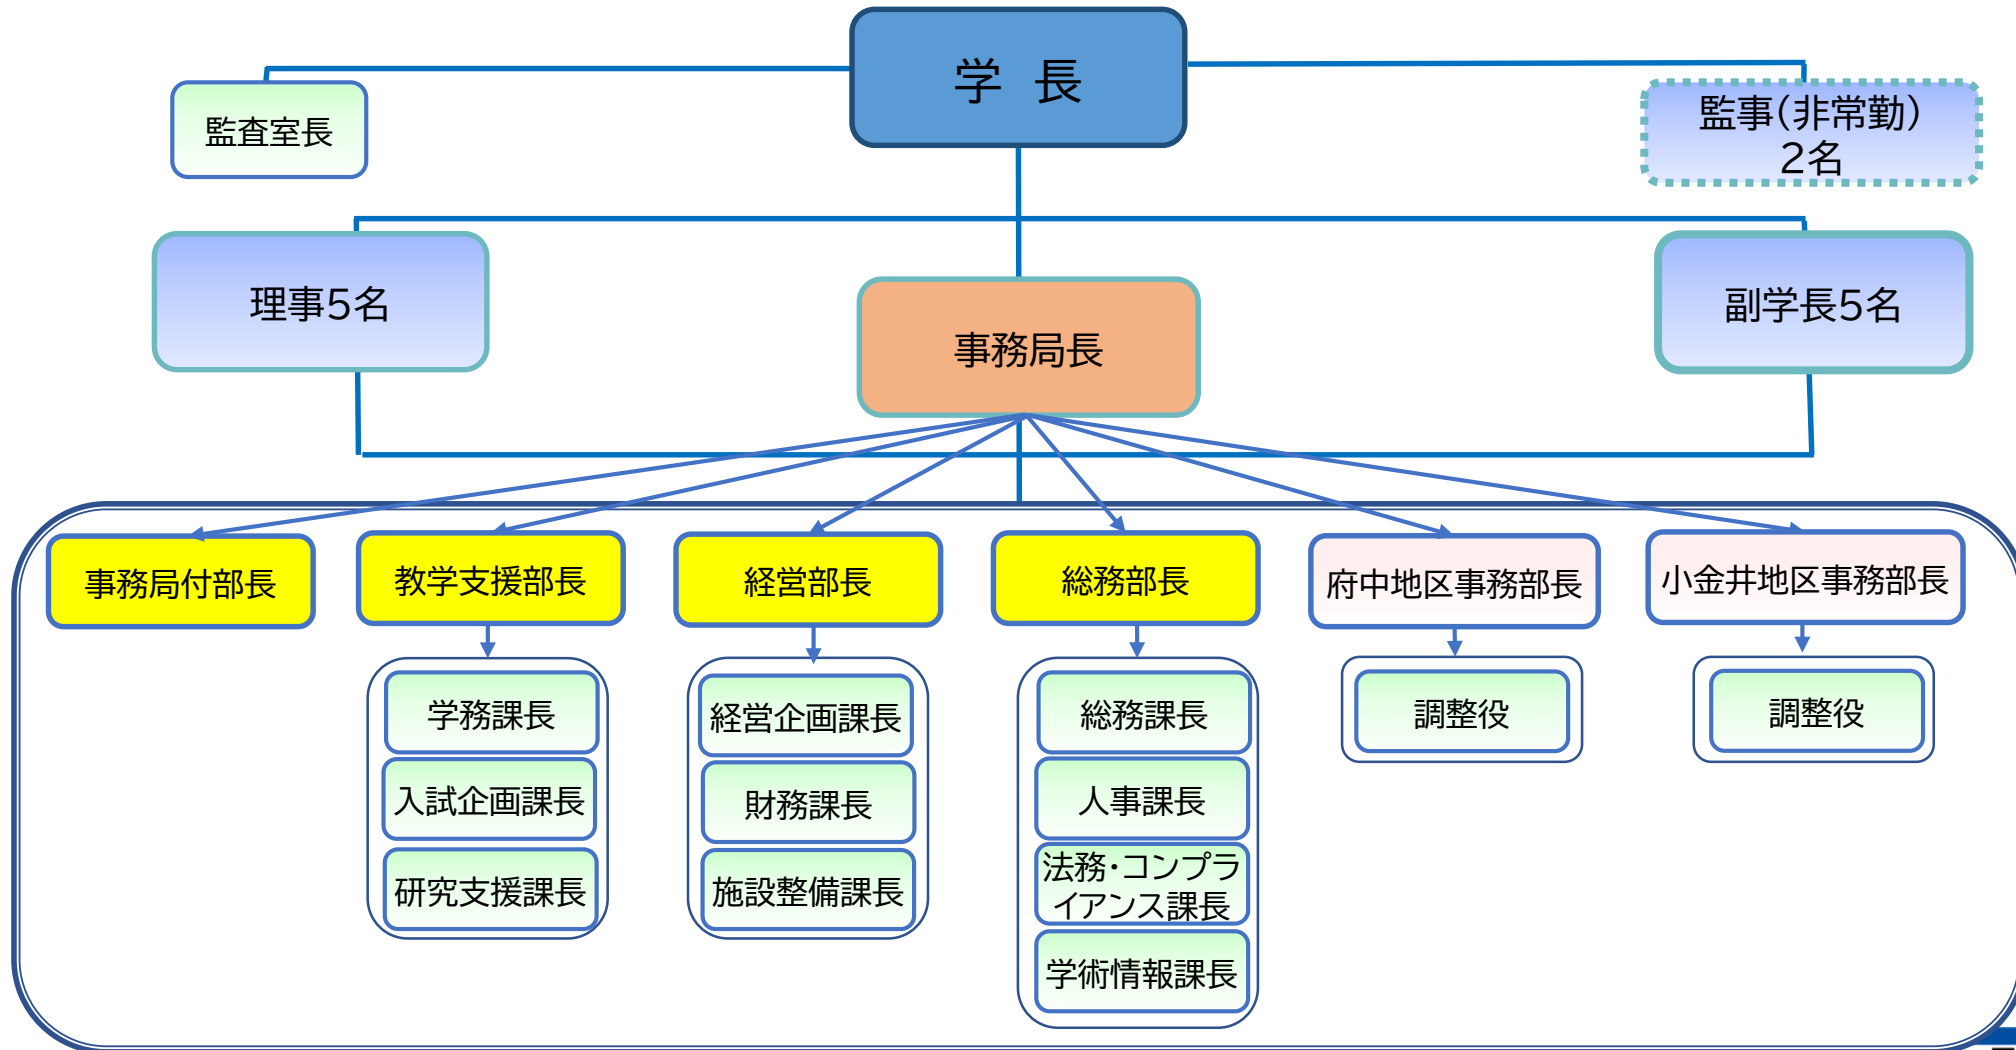 学 長
監査室長
監事(非常勤)
2名
理事5名
事務局長
副学長5名
事務局付部長
教学支援部長
経営部長
総務部長
府中地区事務部長
小金井地区事務部長
学務課長
入試企画課長
研究支援課長
経営企画課長
財務課長
施設整備課長
総務課長
人事課長
法務・コンプラ
イアンス課長
学術情報課長
調整役
調整役